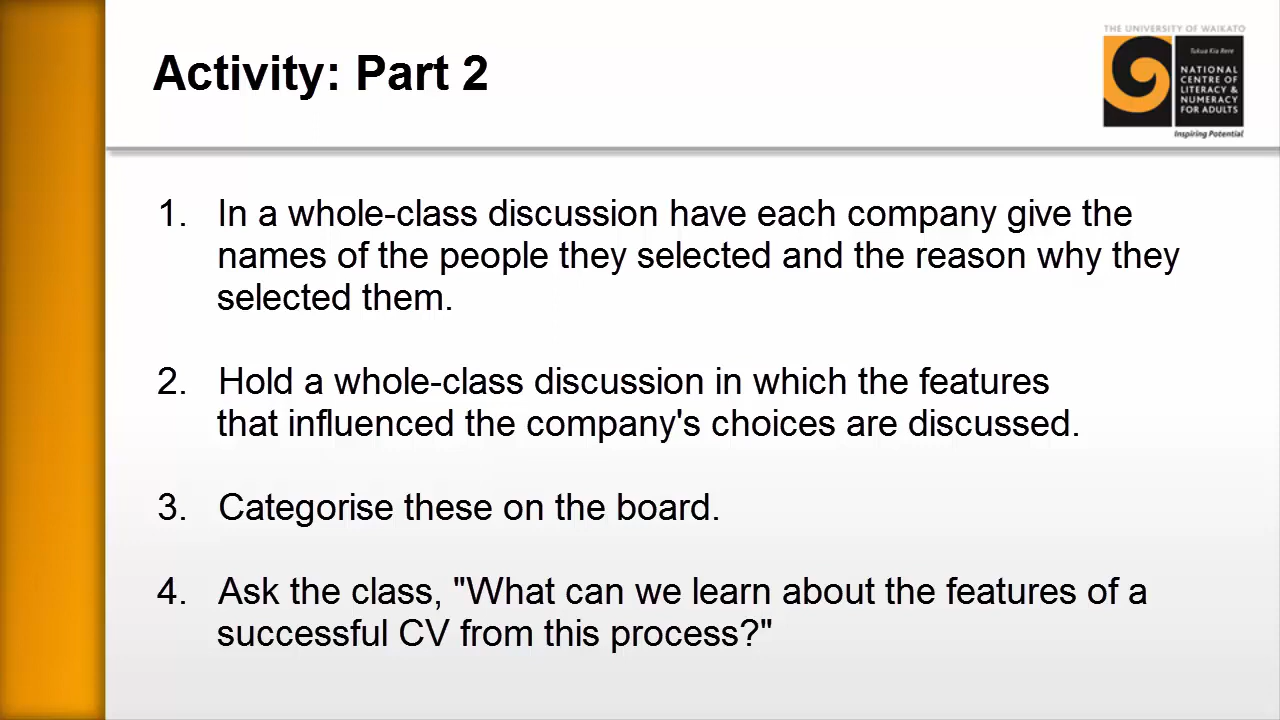 Activity: Part 2
THE UNIVERSITY OF WAIKATO
Tukua Kia Rere
NATIONAL
CENTRE OF
LITERACY &
NUMERACY
FOR ADULTS
Inspiring Potential
1. In a whole-class discussion have each company give the
names of the people they selected and the reason why they
selected them.
2. Hold a whole-class discussion in which the features
that influenced the company's choices are discussed.
3. Categorise these on the board.
4. Ask the class, "What can we learn about the features of a
successful CV from this process?"